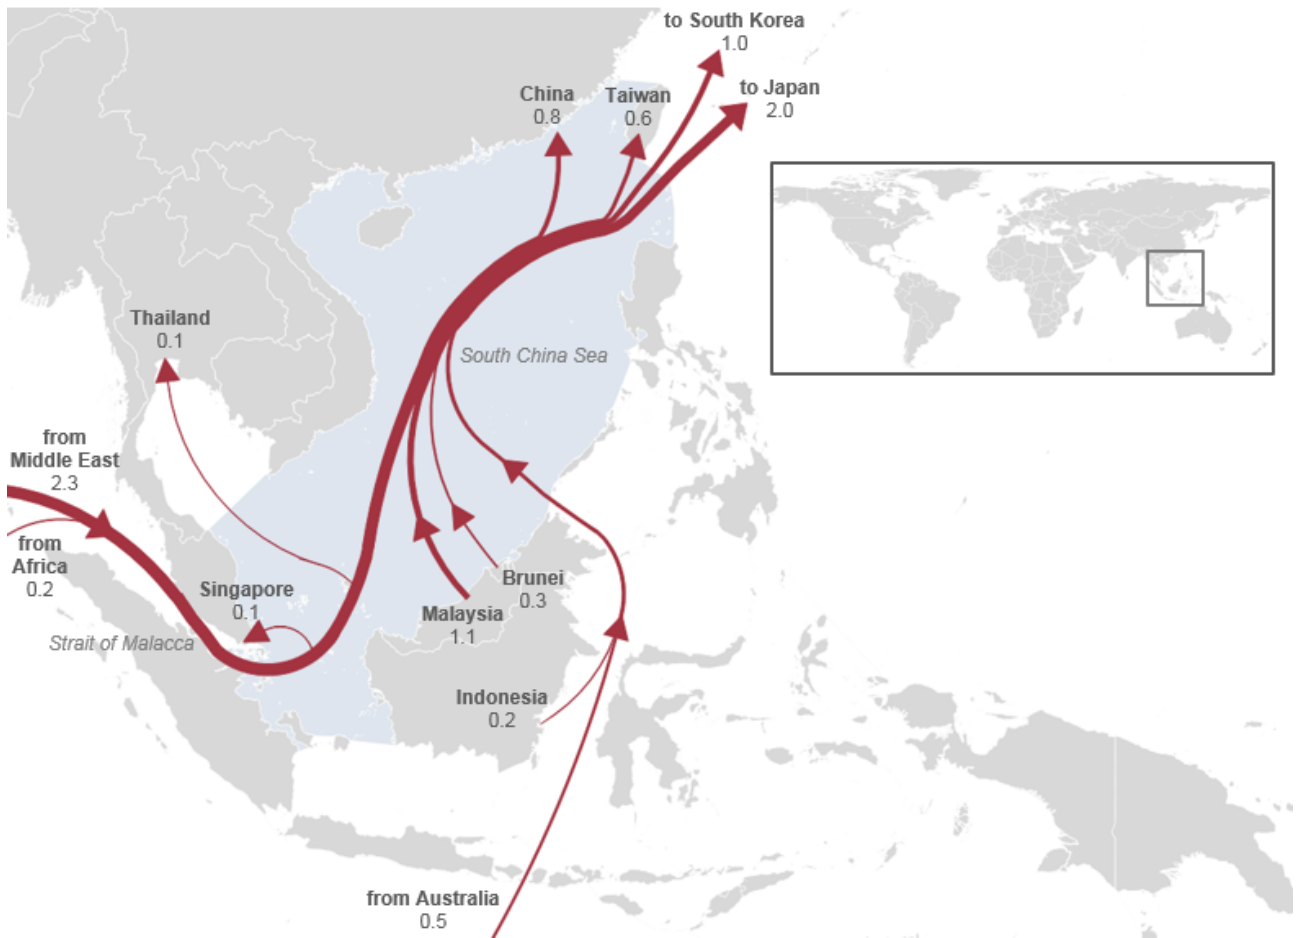 to South Korea
1.0
to Japan
2.0
China
0.8
Taiwan
0.6
Thailand
0.1
South China Sea
from
Middle East
2.3
from
Africa
0.2
Singapore
0.1
Strait of Malacca
Brunei
0.3
Malaysia
1.1
Indonesia
0.2
from Australia
0.5